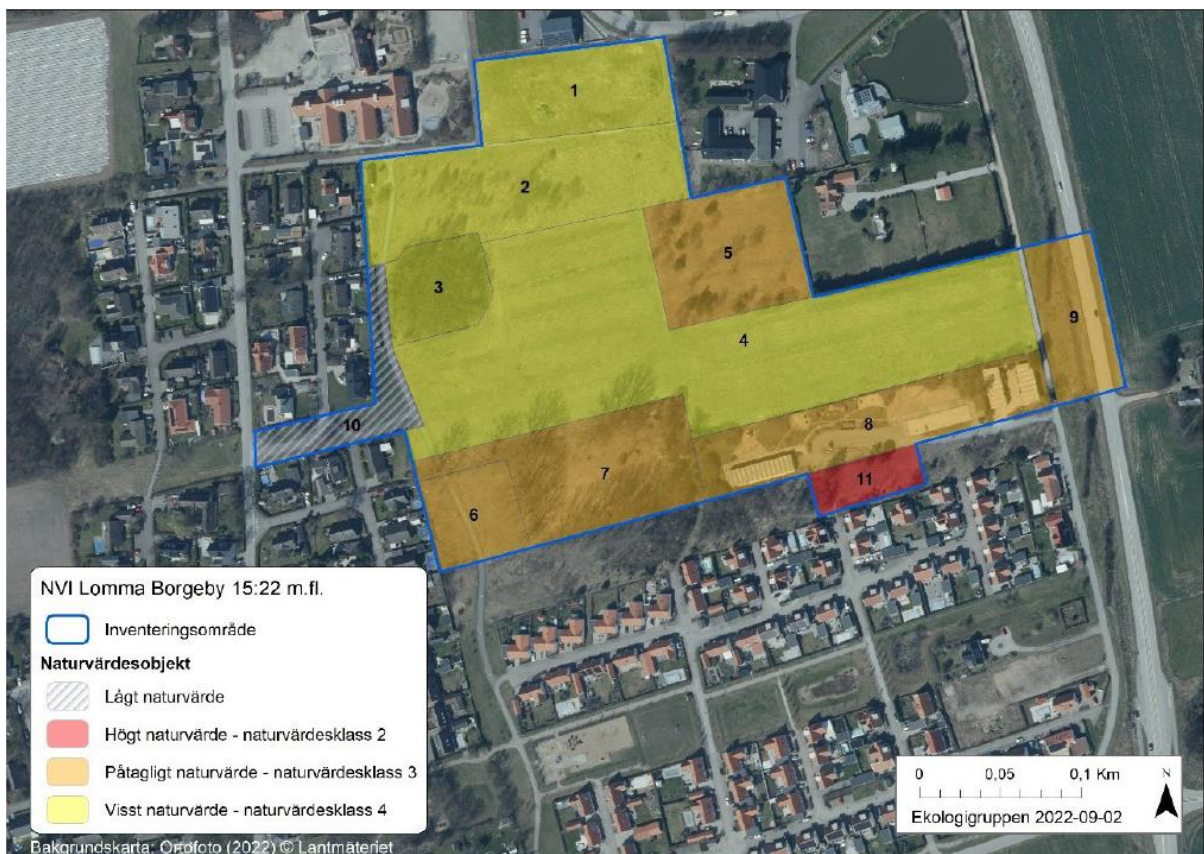 1
2
3
5
4
9
8
10
7
11
6
NVI Lomma Borgeby 15:22 m.fl.
Inventeringsområde
Naturvärdesobjekt
Lågt naturvärde
Högt naturvärde - naturvärdesklass 2
Påtagligt naturvärde - naturvärdesklass 3
Visst naturvärde - naturvärdesklass 4
0 0,05 0,1 Km N
Ekologigruppen 2022-09-02
Bakgrundskarta: Ortofoto (2022) © Lantmäteriet